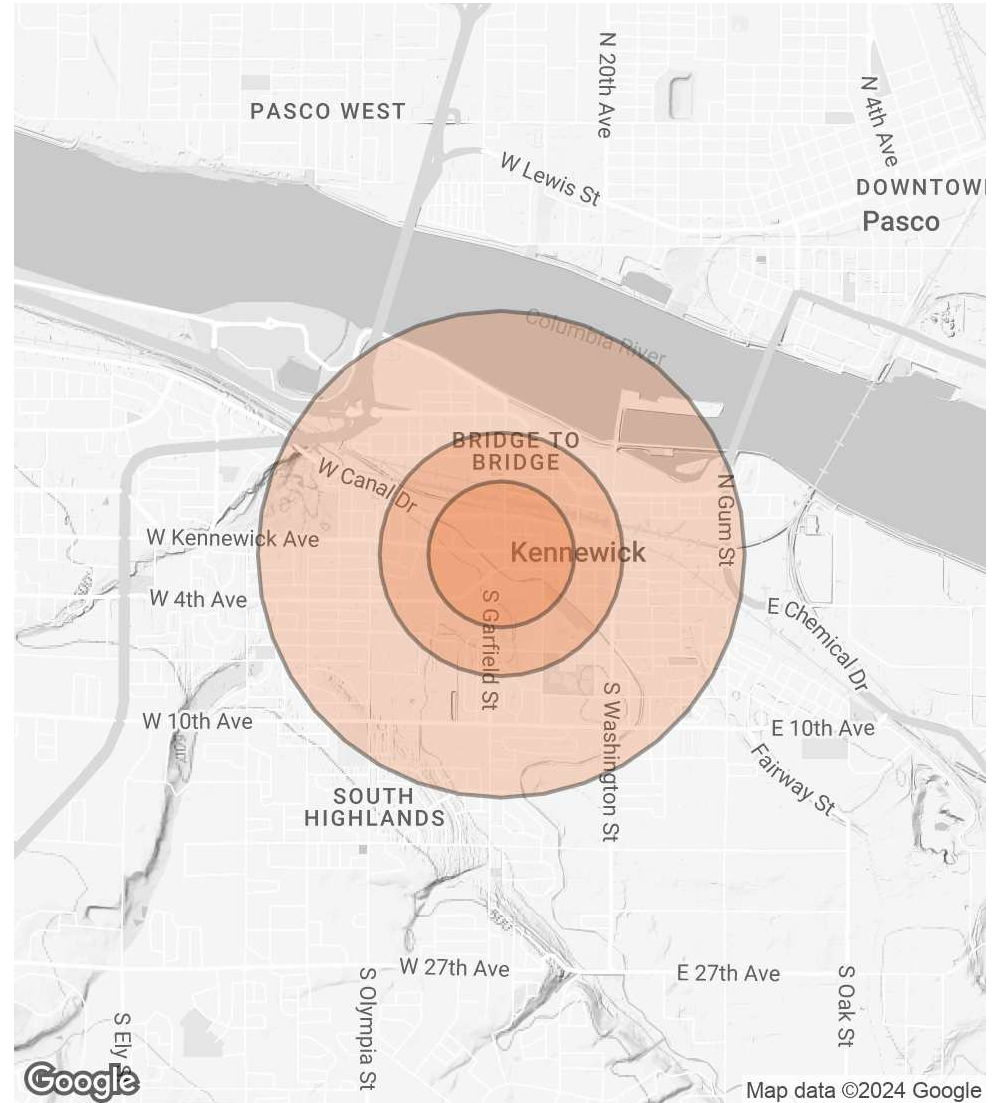 N 20th Ave
N 4th Ave
PASCO WEST
W Lewis St
DOWNTOW
Pasco
Columbia River
BRIDGE TO
BRIDGE
W Canal Dr
N Gum St
W Kennewick Ave
Kennewick
W 4th Ave
S Garfield St
E Chemical Dr
S Washington St
W 10th Ave
E 10th Ave
Fairway St
SOUTH
HIGHLANDS
W 27th Ave
E 27th Ave
S Olympia St
S Oak St
S Ely S
Google
Map data ©2024 Google